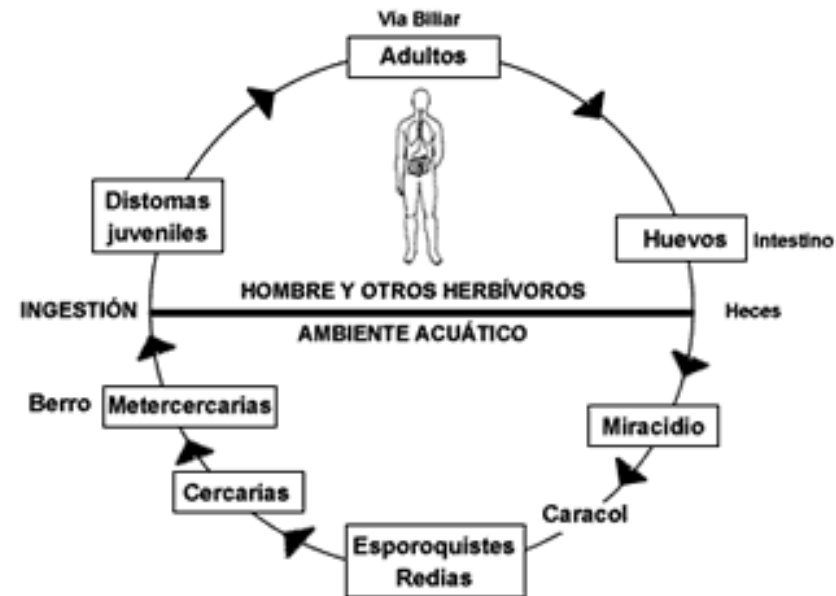 Vía Biliar
Adultos
Distomas
juveniles
Huevos
Intestino
HOMBRE Y OTROS HERBÍVOROS
INGESTIÓN
Heces
AMBIENTE ACUÁTICO
Berro
Metercercarias
Miracidio
Cercarias
Caracol
Esporoquistes
Redias